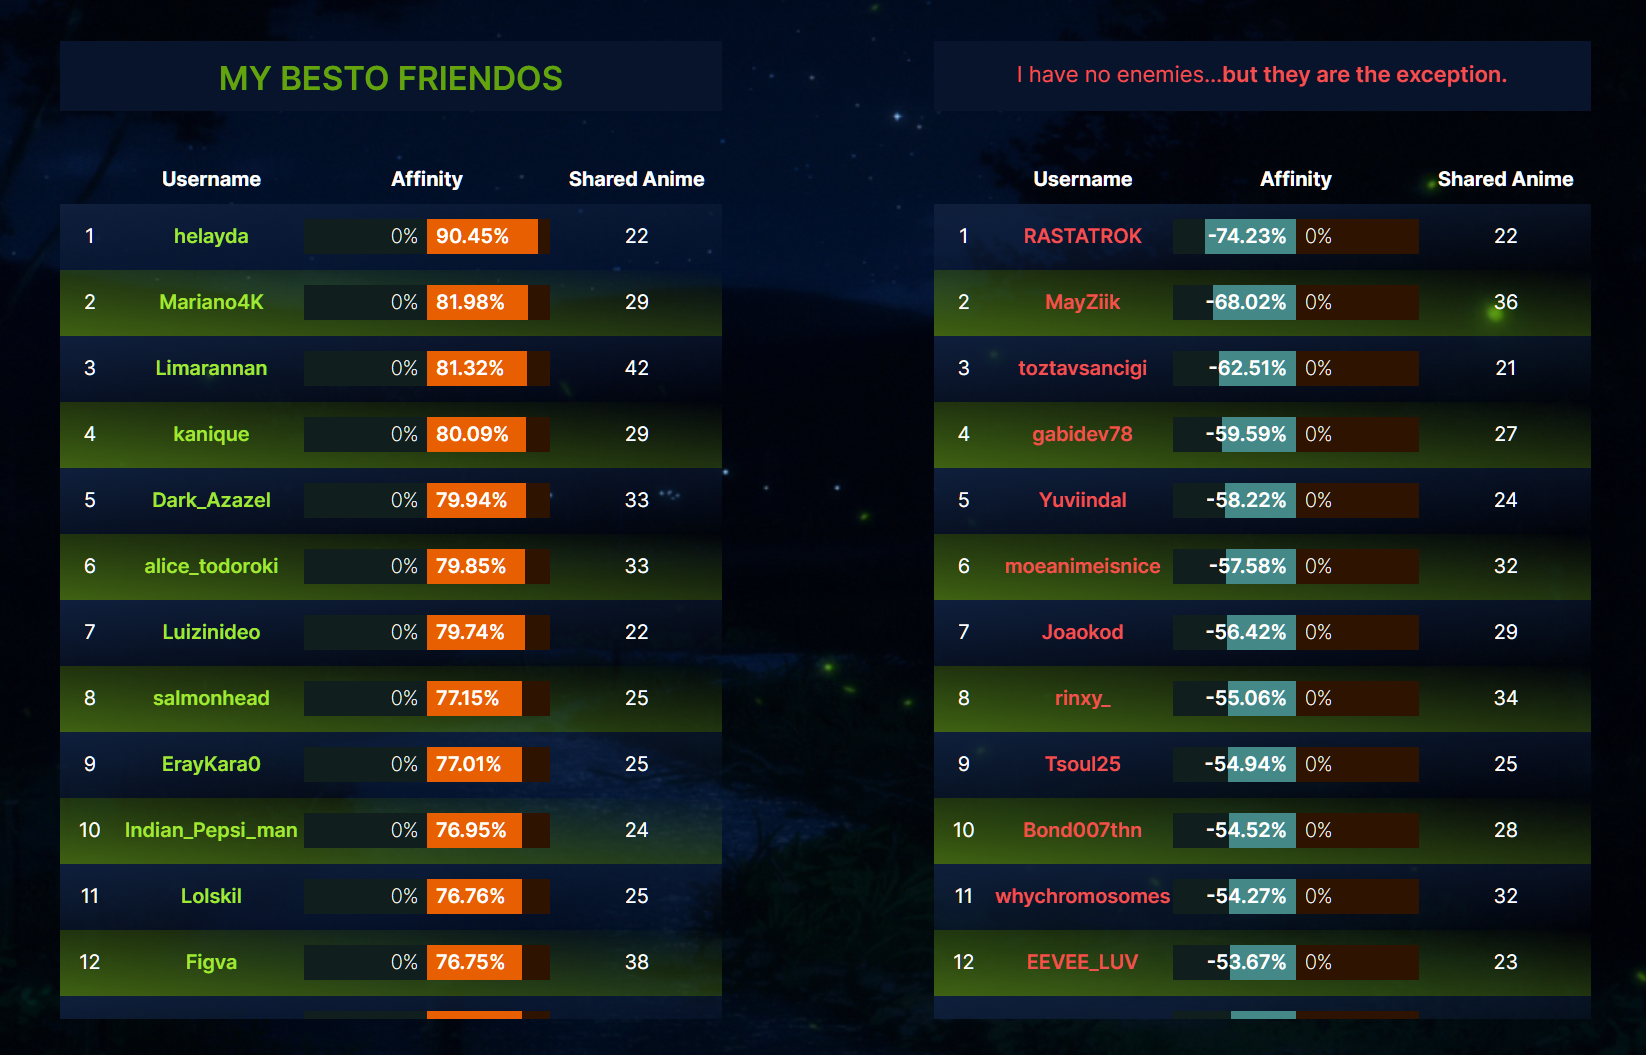 MY BESTO FRIENDOS
Username Affinity Shared Anime
1 helayda 0% 90.45% 22
2 Mariano4K 0% 81.98% 29
3 Limarannan 0% 81.32% 42
4 kanique 0% 80.09% 29
5 Dark_Azazel 0% 79.94% 33
6 alice_todoroki 0% 79.85% 33
7 Luizinideo 0% 79.74% 22
8 salmonhead 0% 77.15% 25
9 ErayKara0 0% 77.01% 25
10 Indian_Pepsi_man 0% 76.95% 24
11 Lolskil 0% 76.76% 25
12 Figva 0% 76.75% 38
I have no enemies...but they are the exception.
Username Affinity Shared Anime
1 RASTATROK -74.23% 0% 22
2 MayZiik -68.02% 0% 36
3 toztavsancigi -62.51% 0% 21
4 gabidev78 -59.59% 0% 27
5 Yuviindal -58.22% 0% 24
6 moeanimeisnice -57.58% 0% 32
7 Joaokod -56.42% 0% 29
8 rinxy_ -55.06% 0% 34
9 Tsoul25 -54.94% 0% 25
10 Bond007thn -54.52% 0% 28
11 whychromosomes -54.27% 0% 32
12 EEVEE_LUV -53.67% 0% 23